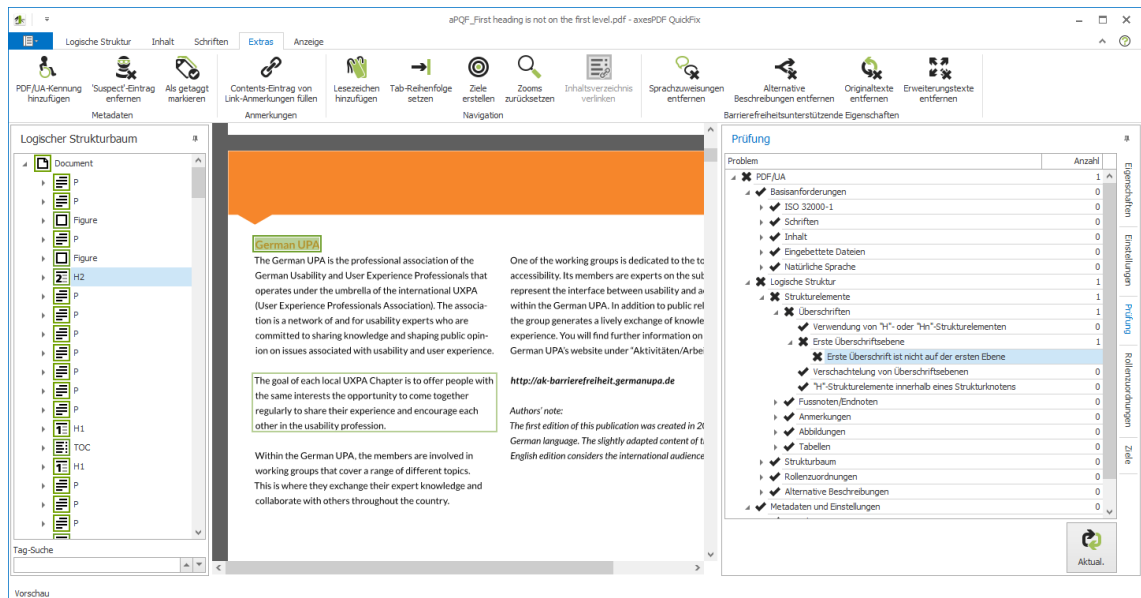 aPQF_First heading is not on the first level.pdf - axesPDF QuickFix
Logische Struktur Inhalt Schriften Extras Anzeige
PDF/UA-Kennung hinzufügen
'Suspect'-Eintrag entfernen
Als getaggt markieren
Contents-Eintrag von Link-Anmerkungen füllen
Lesezeichen hinzufügen
Tab-Reihenfolge setzen
Ziele erstellen
Zooms zurücksetzen
Inhaltsverzeichnis verlinken
Sprachzuweisungen entfernen
Alternative Beschreibungen entfernen
Originaltexte entfernen
Erweiterungstexte entfernen
Metadaten
Anmerkungen
Navigation
Barrierefreiheitsunterstützende Eigenschaften
Logischer Strukturbaum
Document
P
P
Figure
P
Figure
2 H2
P
P
P
P
P
P
1 H1
TOC
1 H1
P
P
P
Tag-Suche
Vorschau
German UPA
The German UPA is the professional association of the
German Usability and User Experience Professionals that
operates under the umbrella of the international UXPA
(User Experience Professionals Association). The associa-
tion is a network of and for usability experts who are
committed to sharing knowledge and shaping public opin-
ion on issues associated with usability and user experience.
The goal of each local UXPA Chapter is to offer people with
the same interests the opportunity to come together
regularly to share their experience and encourage each
other in the usability profession.
Within the German UPA, the members are involved in
working groups that cover a range of different topics.
This is where they exchange their expert knowledge and
collaborate with others throughout the country.
One of the working groups is dedicated to the to
accessibility. Its members are experts on the sub
represent the interface between usability and a
within the German UPA. In addition to public rel
the group generates a lively exchange of knowle
experience. You will find further information on
German UPA's website under "Aktivitäten/Arbei
http://ak-barrierefreiheit.germanupa.de
Authors' note:
The first edition of this publication was created in 20
German language. The slightly adapted content of t
English edition considers the international audience
Prüfung
Problem Anzahl
PDF/UA 1
Basisanforderungen 0
ISO 32000-1 0
Schriften 0
Inhalt 0
Eingebettete Dateien 0
Natürliche Sprache 0
Logische Struktur 1
Strukturelemente 1
Überschriften 1
Verwendung von "H"- oder "Hn"-Strukturelementen 0
Erste Überschriftsebene 1
Erste Überschrift ist nicht auf der ersten Ebene
Verschachtelung von Überschriftsebenen 0
"H"-Strukturelemente innerhalb eines Strukturknotens 0
Fussnoten/Endnoten 0
Anmerkungen 0
Abbildungen 0
Tabellen 0
Strukturbaum 0
Rollenzuordnungen 0
Alternative Beschreibungen 0
Metadaten und Einstellungen 0
Aktual.
Eigenschaften
Einstellungen
Prüfung
Rollenzuordnungen
Ziele